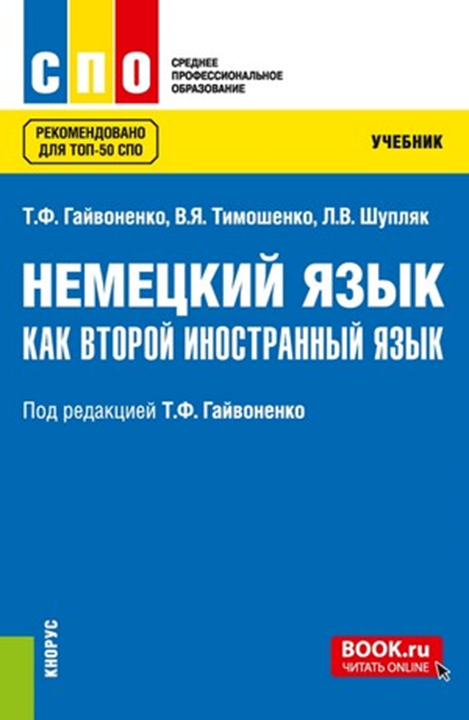 СПО
СРЕДНЕЕ
ПРОФЕССИОНАЛЬНОЕ
ОБРАЗОВАНИЕ
РЕКОМЕНДОВАНО
ДЛЯ ТОП-50 СПО
УЧЕБНИК
Т.Ф. Гайвоненко, В.Я. Тимошенко, Л.В. Шупляк
НЕМЕЦКИЙ ЯЗЫК
КАК ВТОРОЙ ИНОСТРАННЫЙ ЯЗЫК
Под редакцией Т.Ф. Гайвоненко
КНОРУС
BOOK.ru
ЧИТАТЬ ONLINE